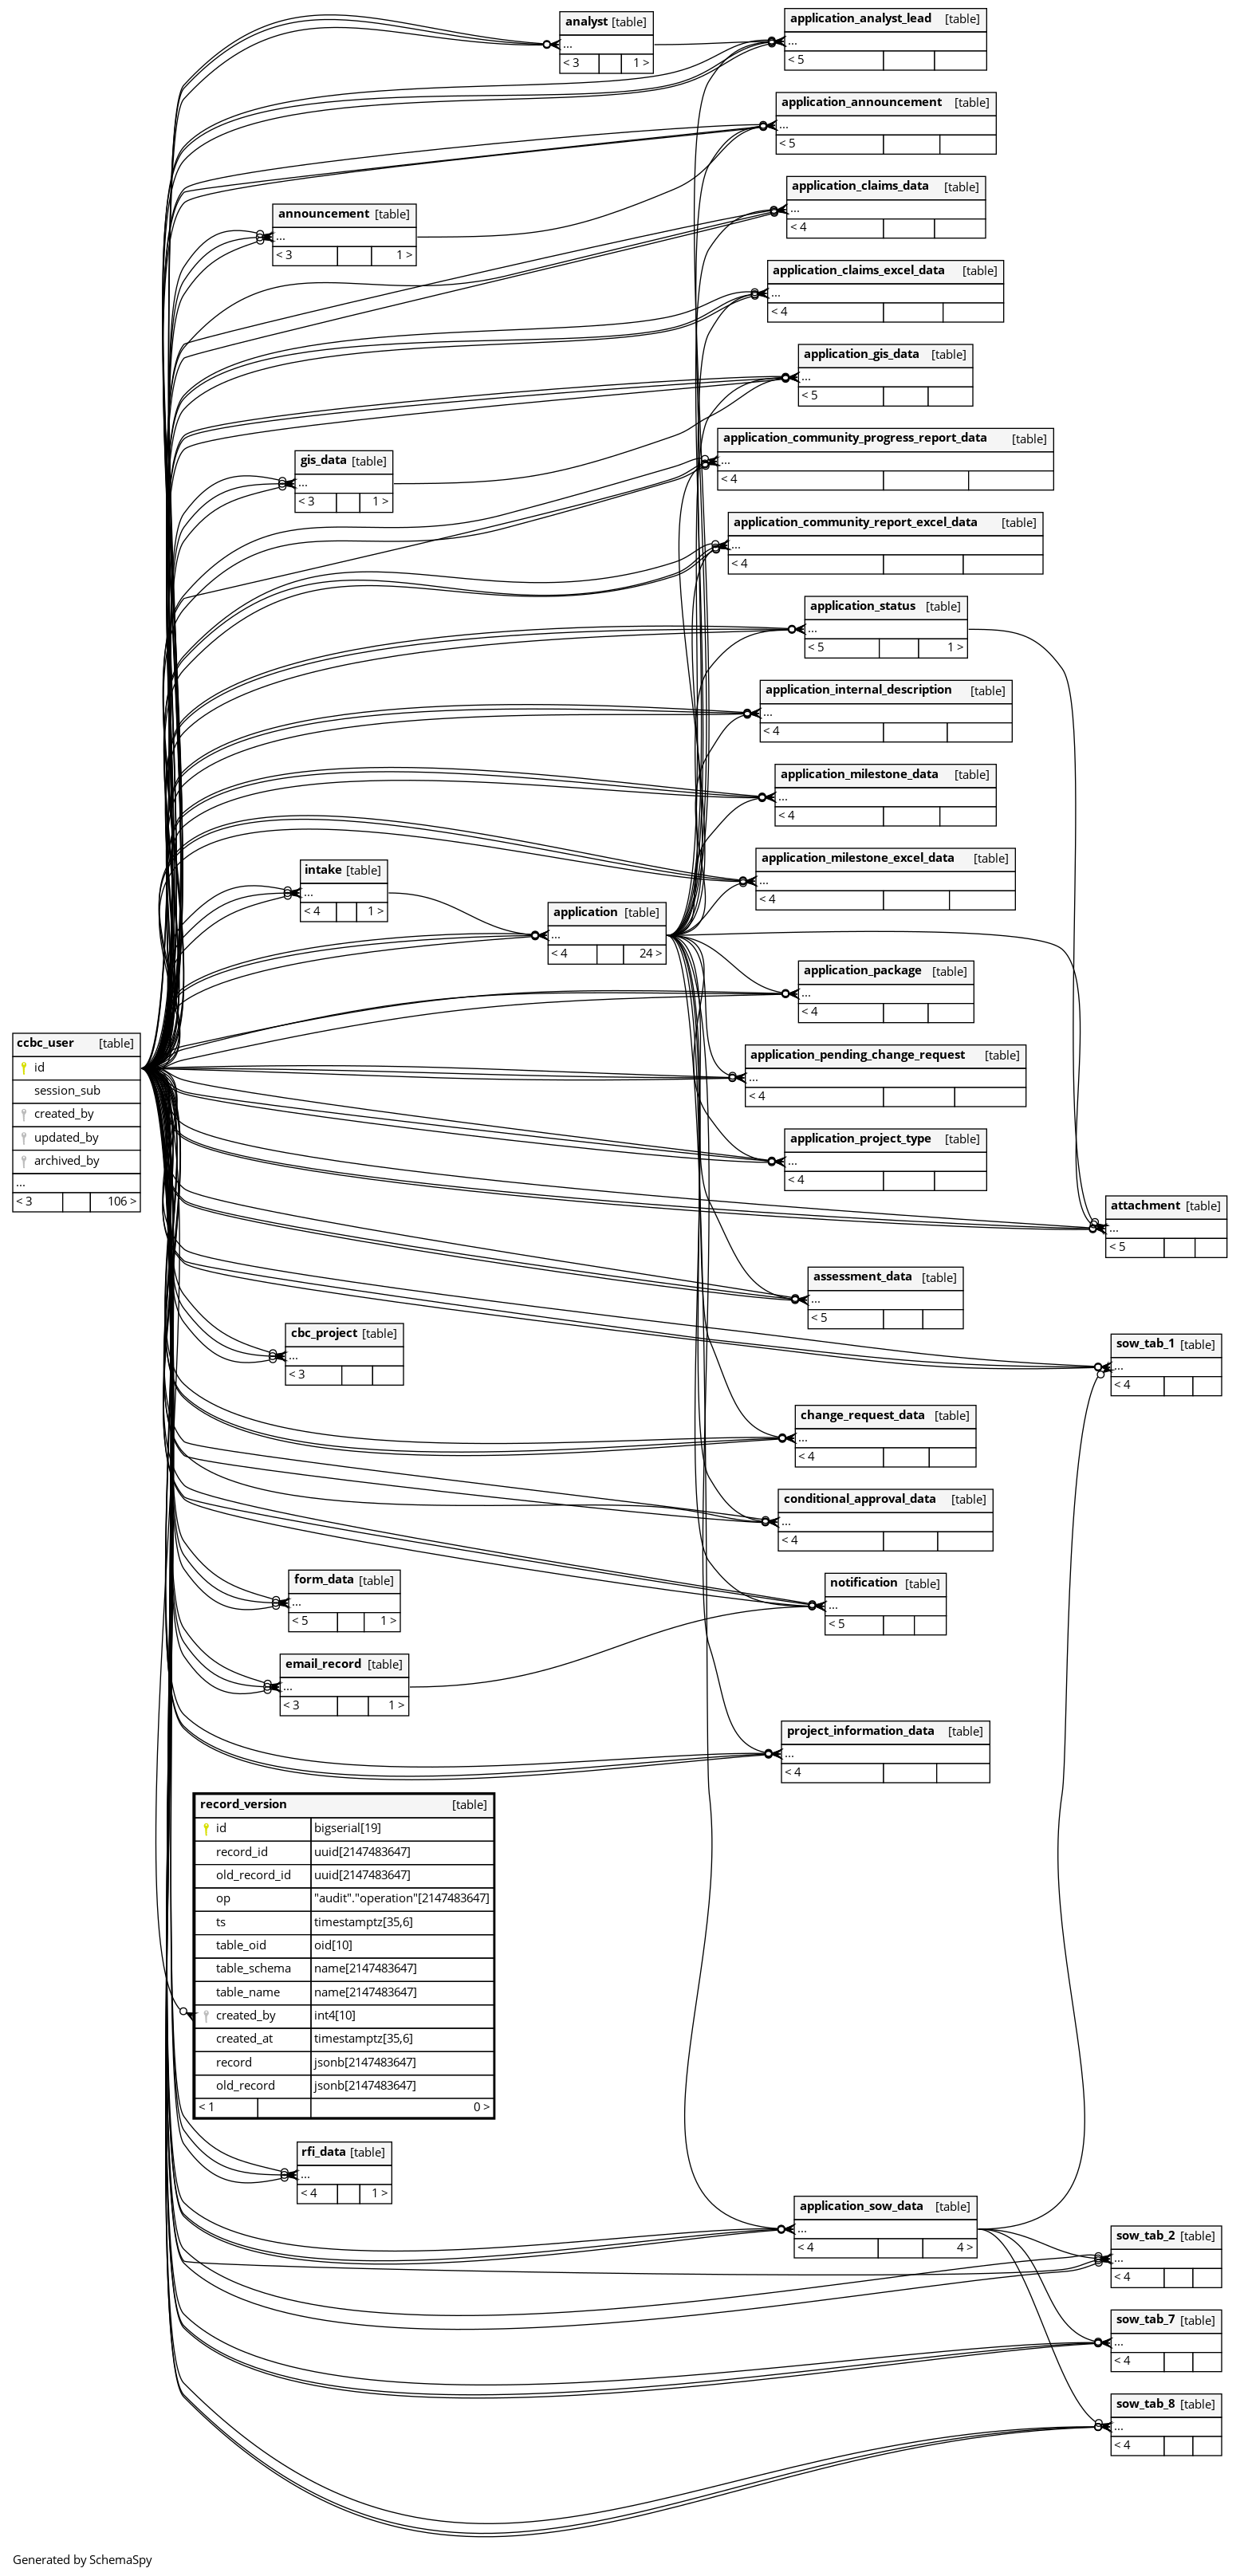 analyst [table]
...
< 3 1 >
application_analyst_lead [table]
...
< 5
application_announcement [table]
...
< 5
application_claims_data [table]
...
< 4
announcement [table]
...
< 3 1 >
application_claims_excel_data [table]
...
< 4
application_gis_data [table]
...
< 5
application_community_progress_report_data [table]
...
< 4
gis_data [table]
...
< 3 1 >
application_community_report_excel_data [table]
...
< 4
application_status [table]
...
< 5 1 >
application_internal_description [table]
...
< 4
application_milestone_data [table]
...
< 4
application_milestone_excel_data [table]
...
< 4
intake [table]
...
< 4 1 >
application [table]
...
< 4 24 >
application_package [table]
...
< 4
ccbc_user [table]
id
session_sub
created_by
updated_by
archived_by
...
< 3 106 >
application_pending_change_request [table]
...
< 4
application_project_type [table]
...
< 4
attachment [table]
...
< 5
assessment_data [table]
...
< 5
cbc_project [table]
...
< 3
sow_tab_1 [table]
...
< 4
change_request_data [table]
...
< 4
conditional_approval_data [table]
...
< 4
form_data [table]
...
< 5 1 >
notification [table]
...
< 5
email_record [table]
...
< 3 1 >
project_information_data [table]
...
< 4
record_version [table]
id bigserial[19]
record_id uuid[2147483647]
old_record_id uuid[2147483647]
op "audit"."operation"[2147483647]
ts timestamptz[35,6]
table_oid oid[10]
table_schema name[2147483647]
table_name name[2147483647]
created_by int4[10]
created_at timestamptz[35,6]
record jsonb[2147483647]
old_record jsonb[2147483647]
< 1 0 >
rfi_data [table]
...
< 4 1 >
application_sow_data [table]
...
< 4 4 >
sow_tab_2 [table]
...
< 4
sow_tab_7 [table]
...
< 4
sow_tab_8 [table]
...
< 4
Generated by SchemaSpy